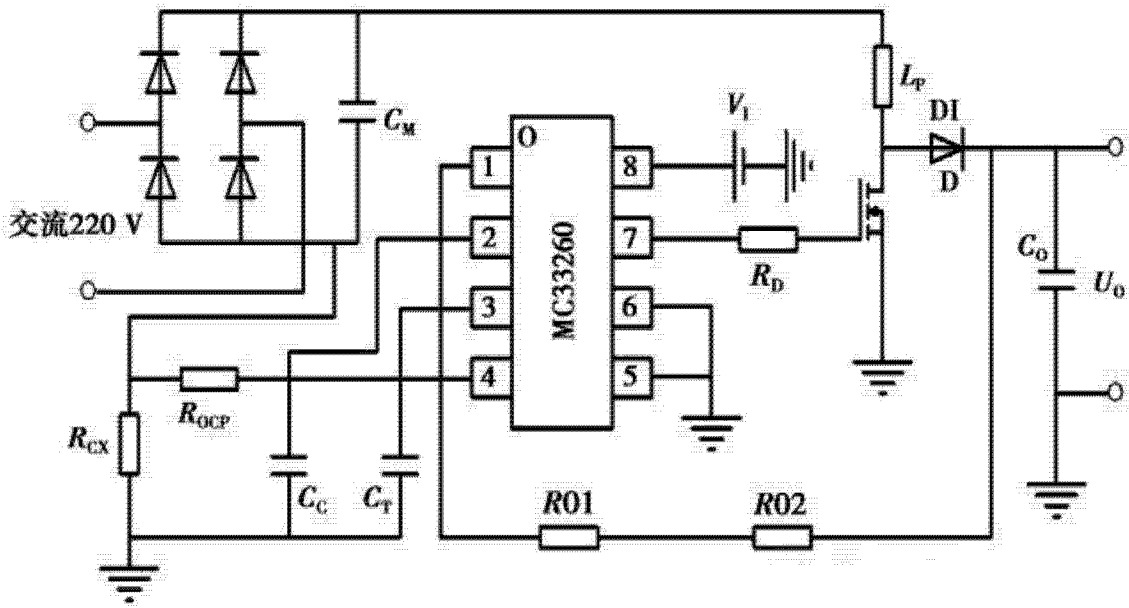 L_P
C_M
V_i
DI
O
1
8
D
交流220 V
2
7
C_O
R_D
U_O
MC33260
3
6
4
5
R_OCP
R_CX
C_C
C_T
R01
R02